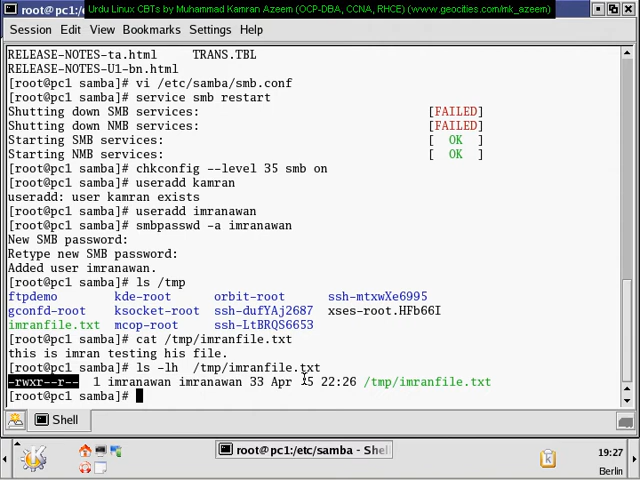 root@pc1:/etc
Urdu Linux CBTs by Muhammad Kamran Azeem (OCP-DBA, CCNA, RHCE) (www.geocities.com/mk_azeem)
Session Edit View Bookmarks Settings Help
RELEASE-NOTES-ta.html TRANS.TBL
RELEASE-NOTES-U1-bn.html
[root@pc1 samba]# vi /etc/samba/smb.conf
[root@pc1 samba]# service smb restart
Shutting down SMB services: [FAILED]
Shutting down NMB services: [FAILED]
Starting SMB services: [ OK ]
Starting NMB services: [ OK ]
[root@pc1 samba]# chkconfig --level 35 smb on
[root@pc1 samba]# useradd kamran
useradd: user kamran exists
[root@pc1 samba]# useradd imranawan
[root@pc1 samba]# smbpasswd -a imranawan
New SMB password:
Retype new SMB password:
Added user imranawan.
[root@pc1 samba]# ls /tmp
ftpdemo kde-root orbit-root ssh-mtxwXe6995
gconfd-root ksocket-root ssh-dufYAj2687 xses-root.HFb66I
imranfile.txt mcop-root ssh-LtBRQS6653
[root@pc1 samba]# cat /tmp/imranfile.txt
this is imran testing his file.
[root@pc1 samba]# ls -lh /tmp/imranfile.txt
-rwxr--r-- 1 imranawan imranawan 33 Apr 5 22:26 /tmp/imranfile.txt
[root@pc1 samba]#
Shell
root@pc1:/etc/samba - Shell
19:27
Berlin